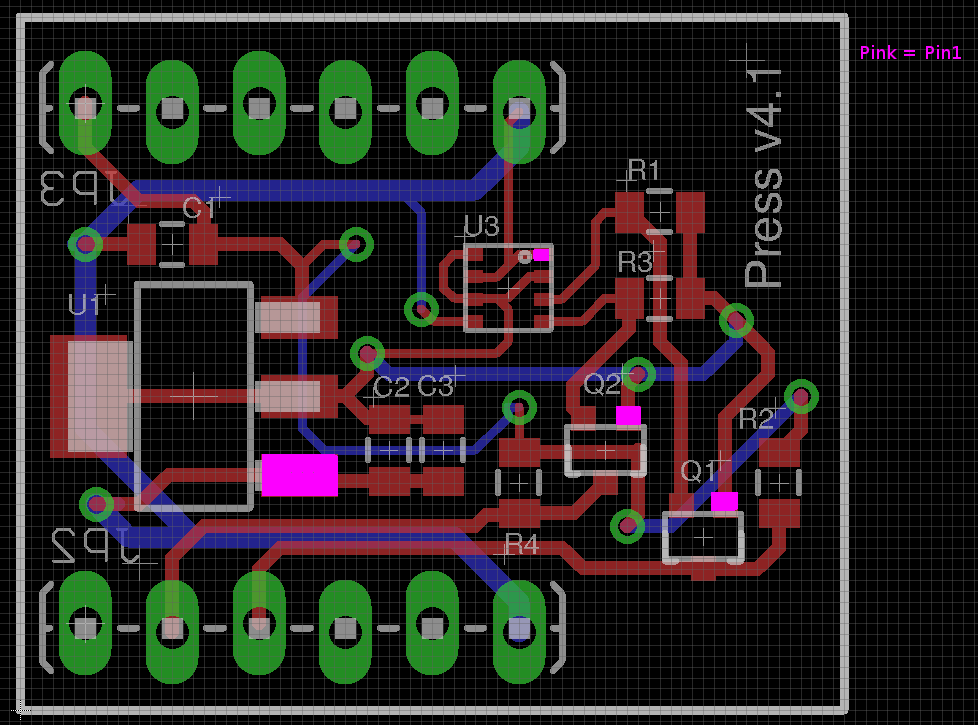 Pink = Pin1
Press v4.1
R1
JP3
C1
U3
R3
U1
C2 C3
Q2
R2
Q1
JP2
R4